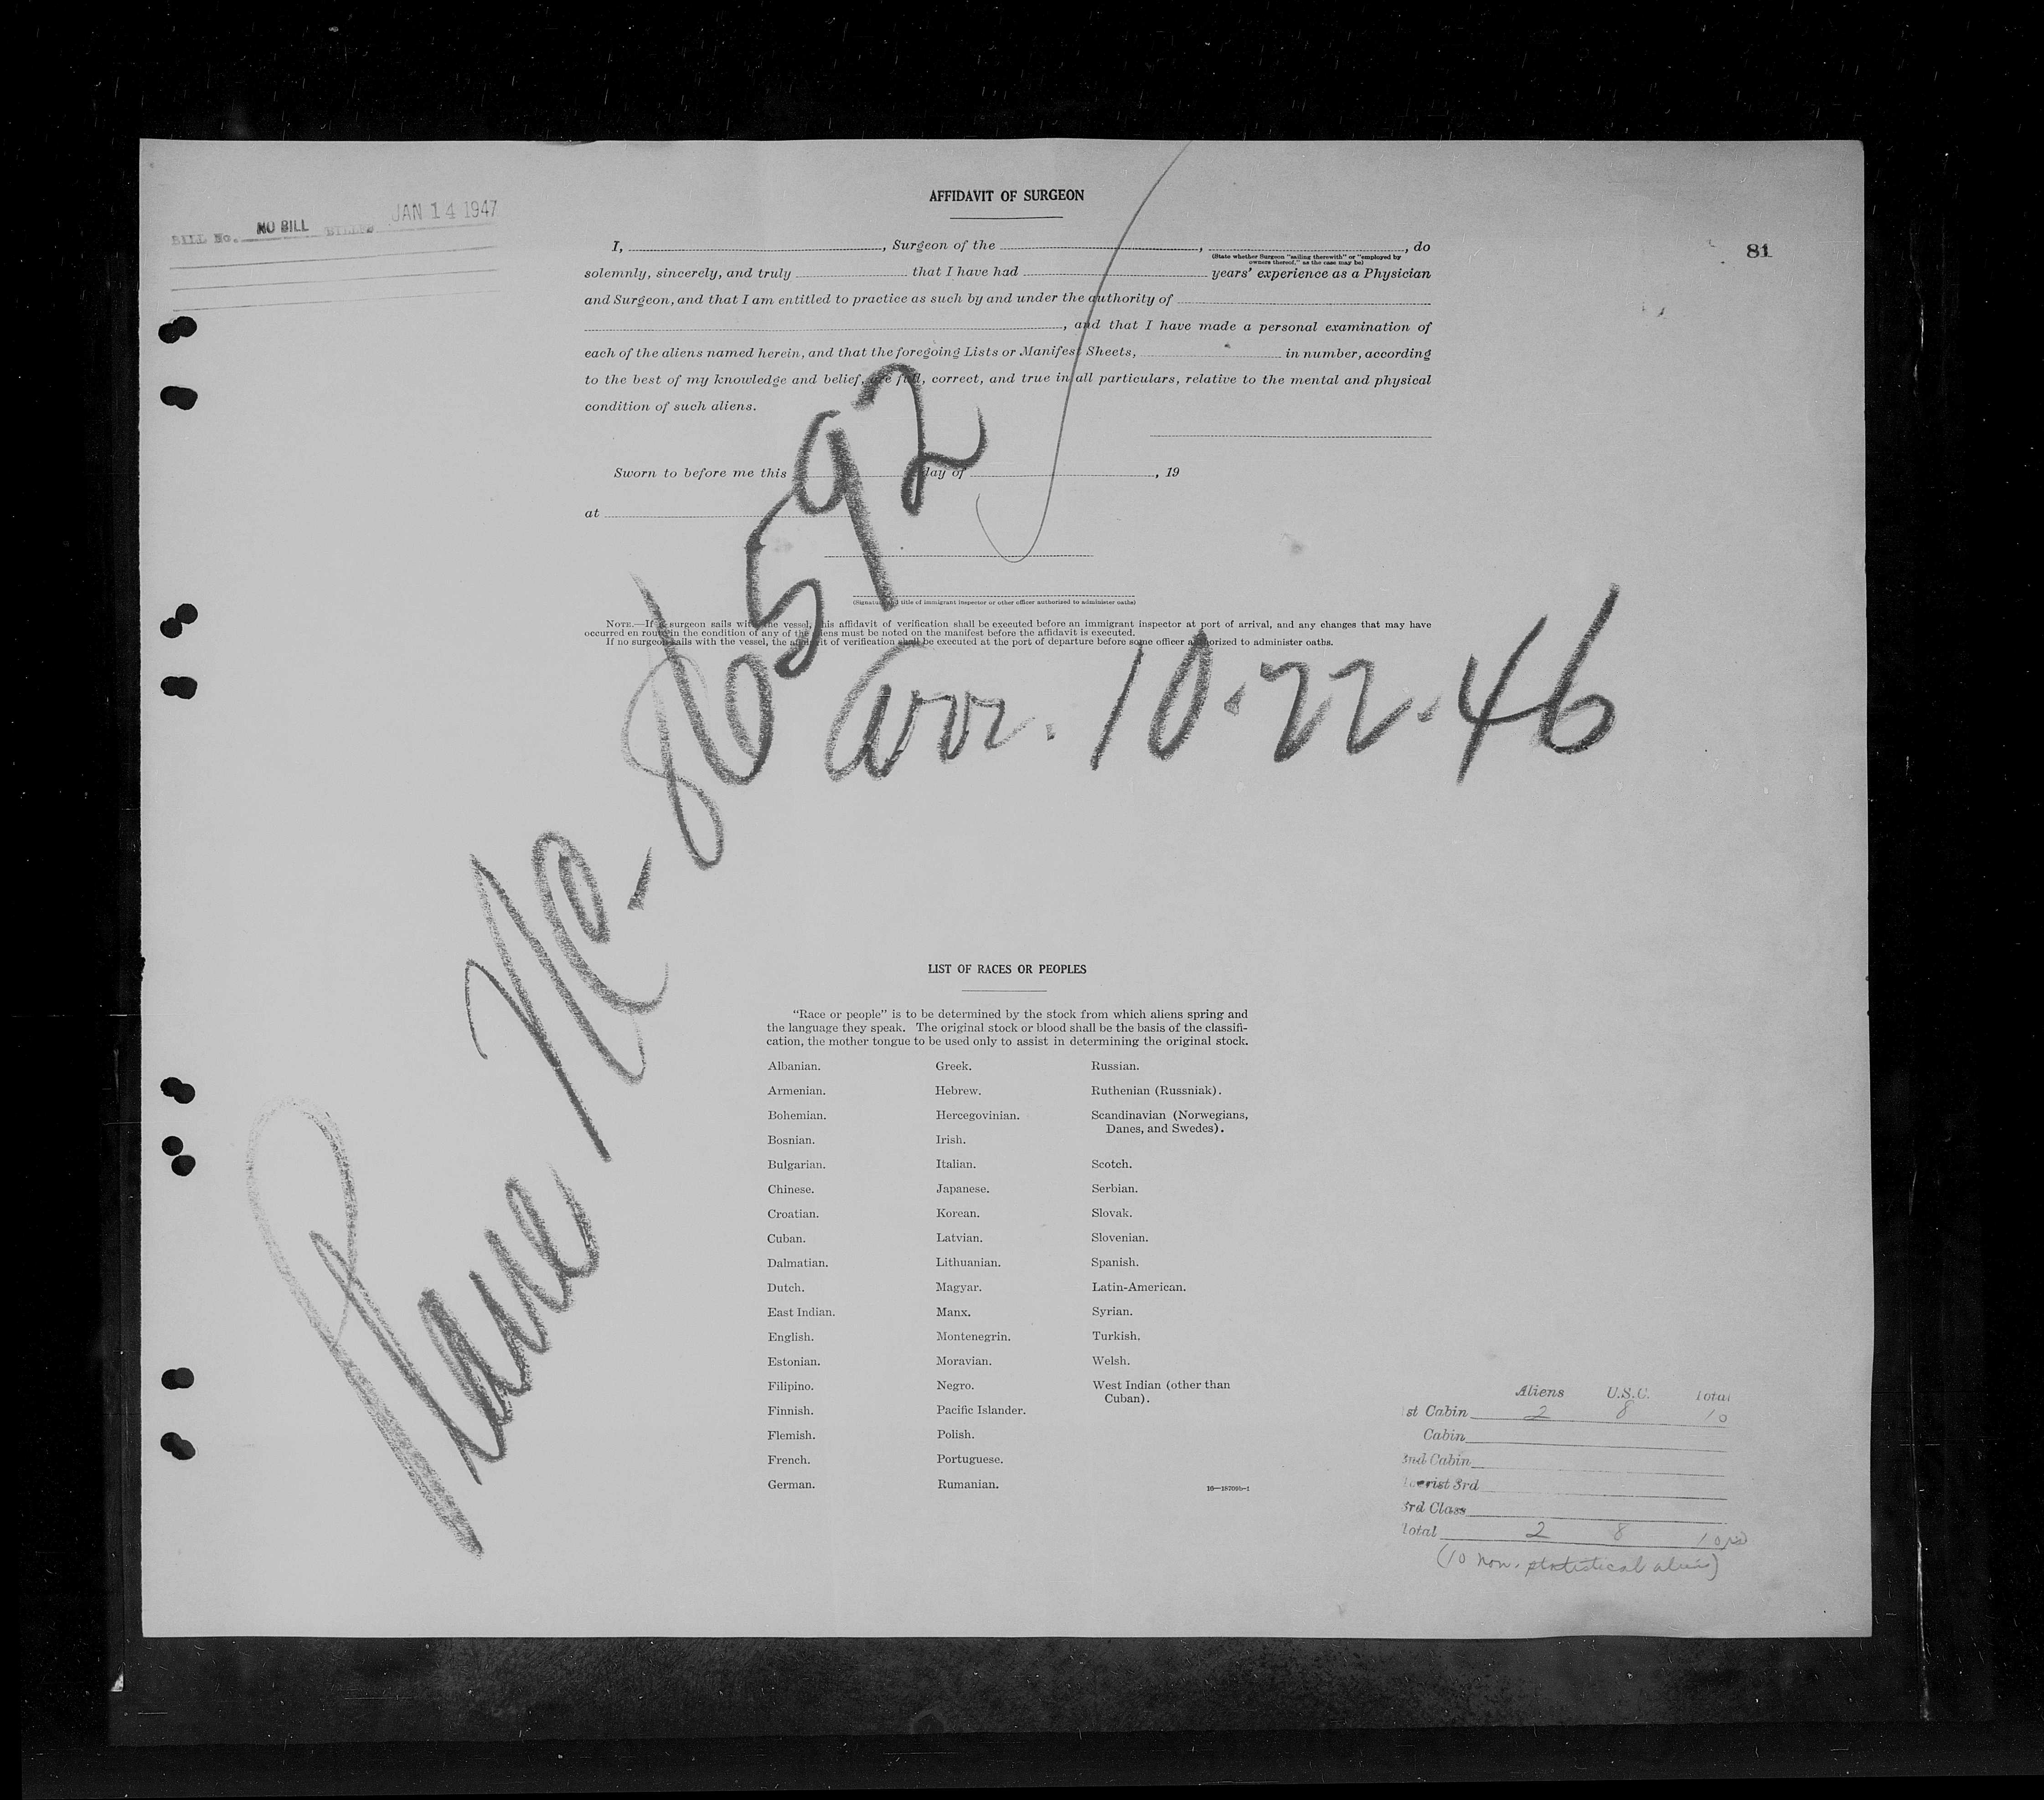 AFFIDAVIT OF SURGEON
BILL No. NO BILL BILLED JAN 14 1947
81
I, , Surgeon of the , , do
(State whether Surgeon "sailing therewith" or "employed by
owners thereof," as the case may be)
solemnly, sincerely, and truly that I have had years' experience as a Physician
and Surgeon, and that I am entitled to practice as such by and under the authority of
, and that I have made a personal examination of
each of the aliens named herein, and that the foregoing Lists or Manifest Sheets, in number, according
to the best of my knowledge and belief, are full, correct, and true in all particulars, relative to the mental and physical
condition of such aliens.
Sworn to before me this day of , 19
at
(Signature and title of immigrant inspector or other officer authorized to administer oaths)
NOTE.—If a surgeon sails with the vessel, this affidavit of verification shall be executed before an immigrant inspector at port of arrival, and any changes that may have
occurred en route in the condition of any of the aliens must be noted on the manifest before the affidavit is executed.
If no surgeon sails with the vessel, the affidavit of verification shall be executed at the port of departure before some officer authorized to administer oaths.
Plane NC-86592
arr. 10-22-46
LIST OF RACES OR PEOPLES
"Race or people" is to be determined by the stock from which aliens spring and
the language they speak. The original stock or blood shall be the basis of the classifi-
cation, the mother tongue to be used only to assist in determining the original stock.
Albanian.
Armenian.
Bohemian.
Bosnian.
Bulgarian.
Chinese.
Croatian.
Cuban.
Dalmatian.
Dutch.
East Indian.
English.
Estonian.
Filipino.
Finnish.
Flemish.
French.
German.
Greek.
Hebrew.
Hercegovinian.
Irish.
Italian.
Japanese.
Korean.
Latvian.
Lithuanian.
Magyar.
Manx.
Montenegrin.
Moravian.
Negro.
Pacific Islander.
Polish.
Portuguese.
Rumanian.
Russian.
Ruthenian (Russniak).
Scandinavian (Norwegians,
Danes, and Swedes).
Scotch.
Serbian.
Slovak.
Slovenian.
Spanish.
Latin-American.
Syrian.
Turkish.
Welsh.
West Indian (other than
Cuban).
Aliens U.S.C. Total
st Cabin 2 8 10
Cabin
2nd Cabin
Tourist 3rd
3rd Class
Total 2 8 10
(10 non. statistical aliens)